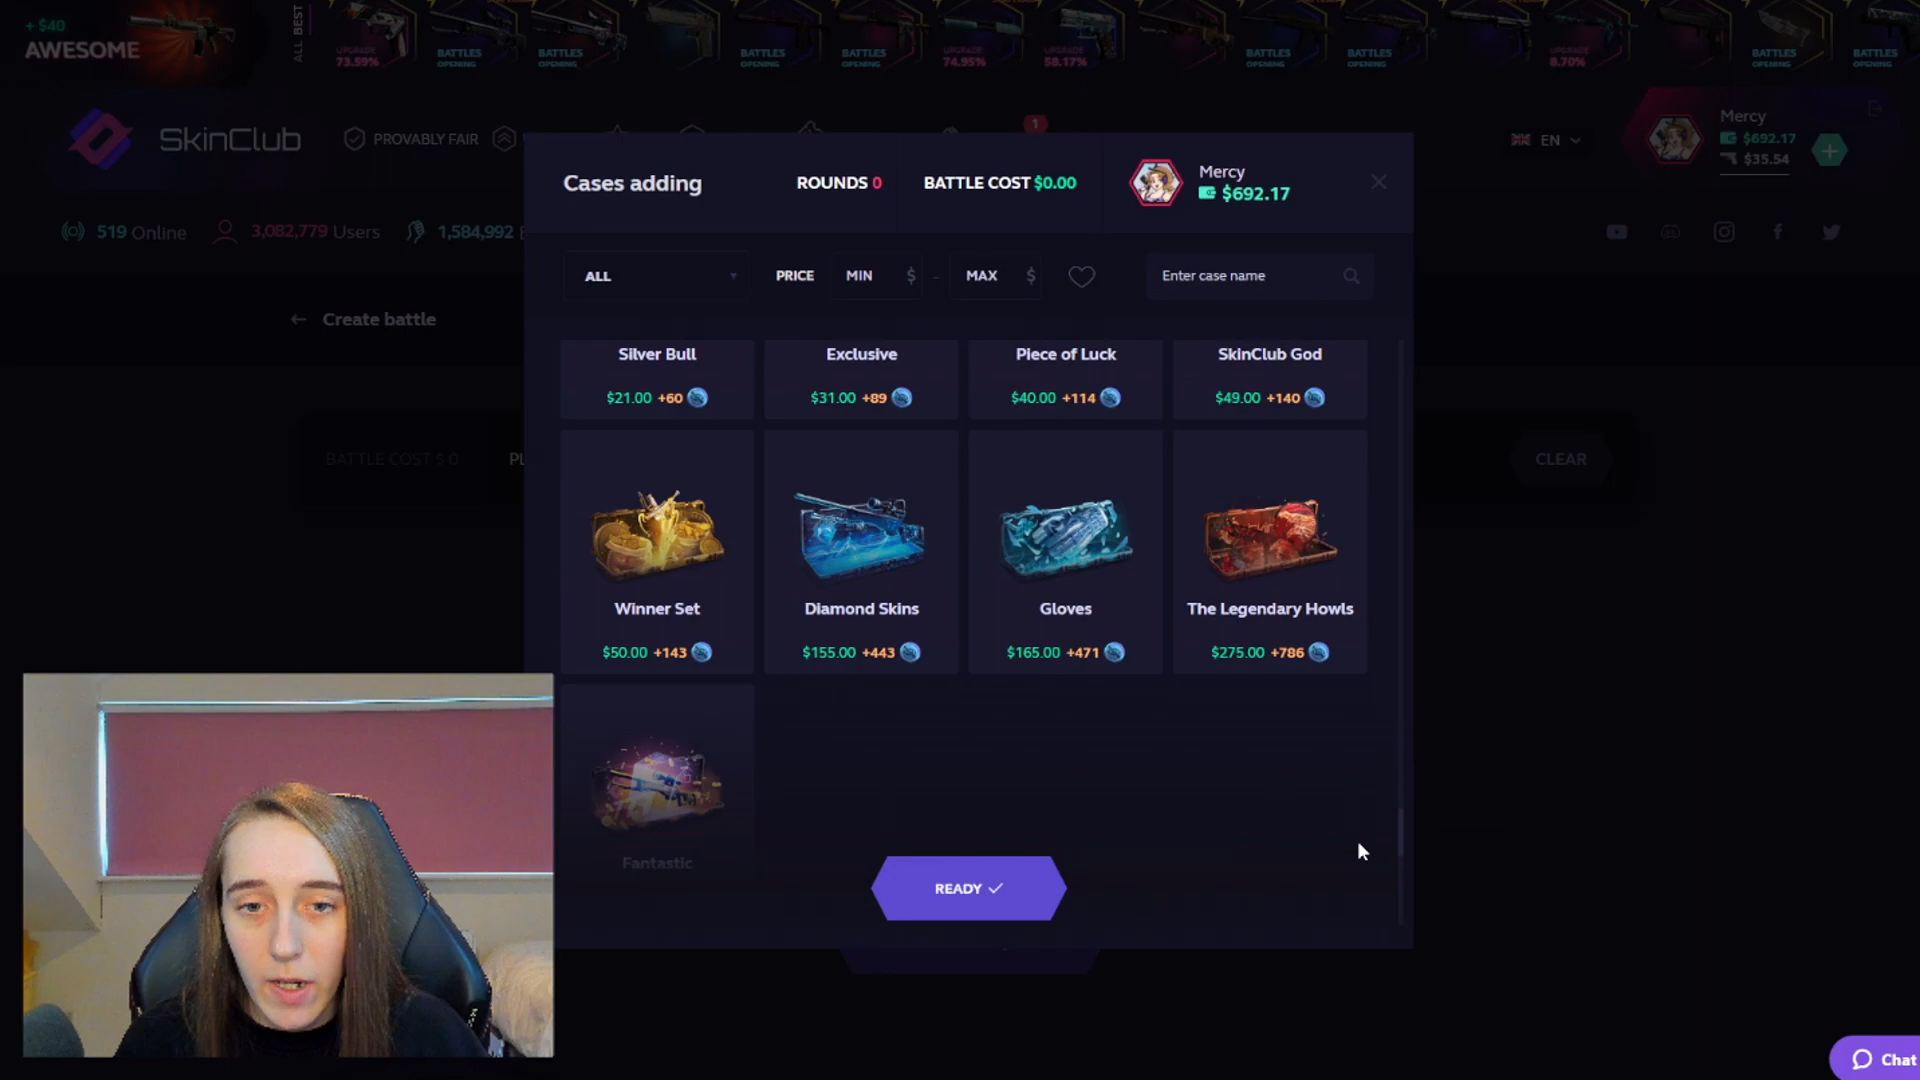 + $40
AWESOME
ALL BEST
UPGRADE
73.59%
BATTLES
OPENING
BATTLES
OPENING
BATTLES
OPENING
BATTLES
OPENING
UPGRADE
74.95%
UPGRADE
58.17%
BATTLES
OPENING
BATTLES
OPENING
UPGRADE
8.70%
BATTLES
OPENING
BATTLES
OPENING
SkinClub
PROVABLY FAIR
1
EN
Mercy
$692.17
$35.54
519 Online
3,082,779 Users
1,584,992
Create battle
BATTLE COST $ 0
CLEAR
Cases adding
ROUNDS 0
BATTLE COST $0.00
Mercy
$692.17
ALL
PRICE
MIN $
-
MAX $
Enter case name
Silver Bull
$21.00 +60
Exclusive
$31.00 +89
Piece of Luck
$40.00 +114
SkinClub God
$49.00 +140
Winner Set
$50.00 +143
Diamond Skins
$155.00 +443
Gloves
$165.00 +471
The Legendary Howls
$275.00 +786
Fantastic
READY
Chat